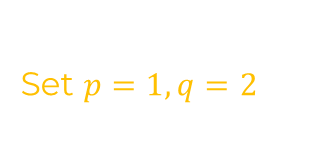 Set p = 1, q = 2